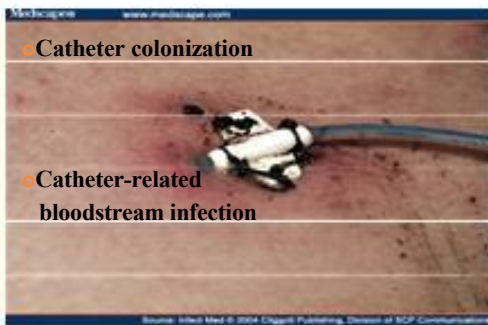 Medscape® www.medscape.com
Catheter colonization
Catheter-related
bloodstream infection
Source: Infect Med © 2004 Cliggott Publishing, Division of SCP Communications